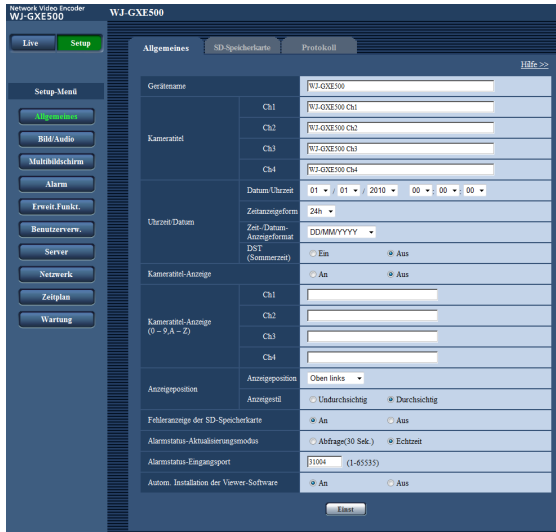 Network Video Encoder
WJ-GXE500
WJ-GXE500
Live
Setup
Allgemeines
SD-Speicherkarte
Protokoll
Hilfe >>
Setup-Menü
Allgemeines
Bild/Audio
Multibildschirm
Alarm
Erweit.Funkt.
Benutzerverw.
Server
Netzwerk
Zeitplan
Wartung
Gerätename
WJ-GXE500
Kameratitel
Ch1
WJ-GXE500 Ch1
Ch2
WJ-GXE500 Ch2
Ch3
WJ-GXE500 Ch3
Ch4
WJ-GXE500 Ch4
Uhrzeit/Datum
Datum/Uhrzeit
01 / 01 / 2010 00 : 00 : 00
Zeitanzeigeform
24h
Zeit-/Datum-
Anzeigeformat
DD/MM/YYYY
DST
(Sommerzeit)
Ein
Aus
Kameratitel-Anzeige
An
Aus
Kameratitel-Anzeige
(0 – 9,A – Z)
Ch1
Ch2
Ch3
Ch4
Anzeigeposition
Anzeigeposition
Oben links
Anzeigestil
Undurchsichtig
Durchsichtig
Fehleranzeige der SD-Speicherkarte
An
Aus
Alarmstatus-Aktualisierungsmodus
Abfrage(30 Sek.)
Echtzeit
Alarmstatus-Eingangsport
31004 (1-65535)
Autom. Installation der Viewer-Software
An
Aus
Einst